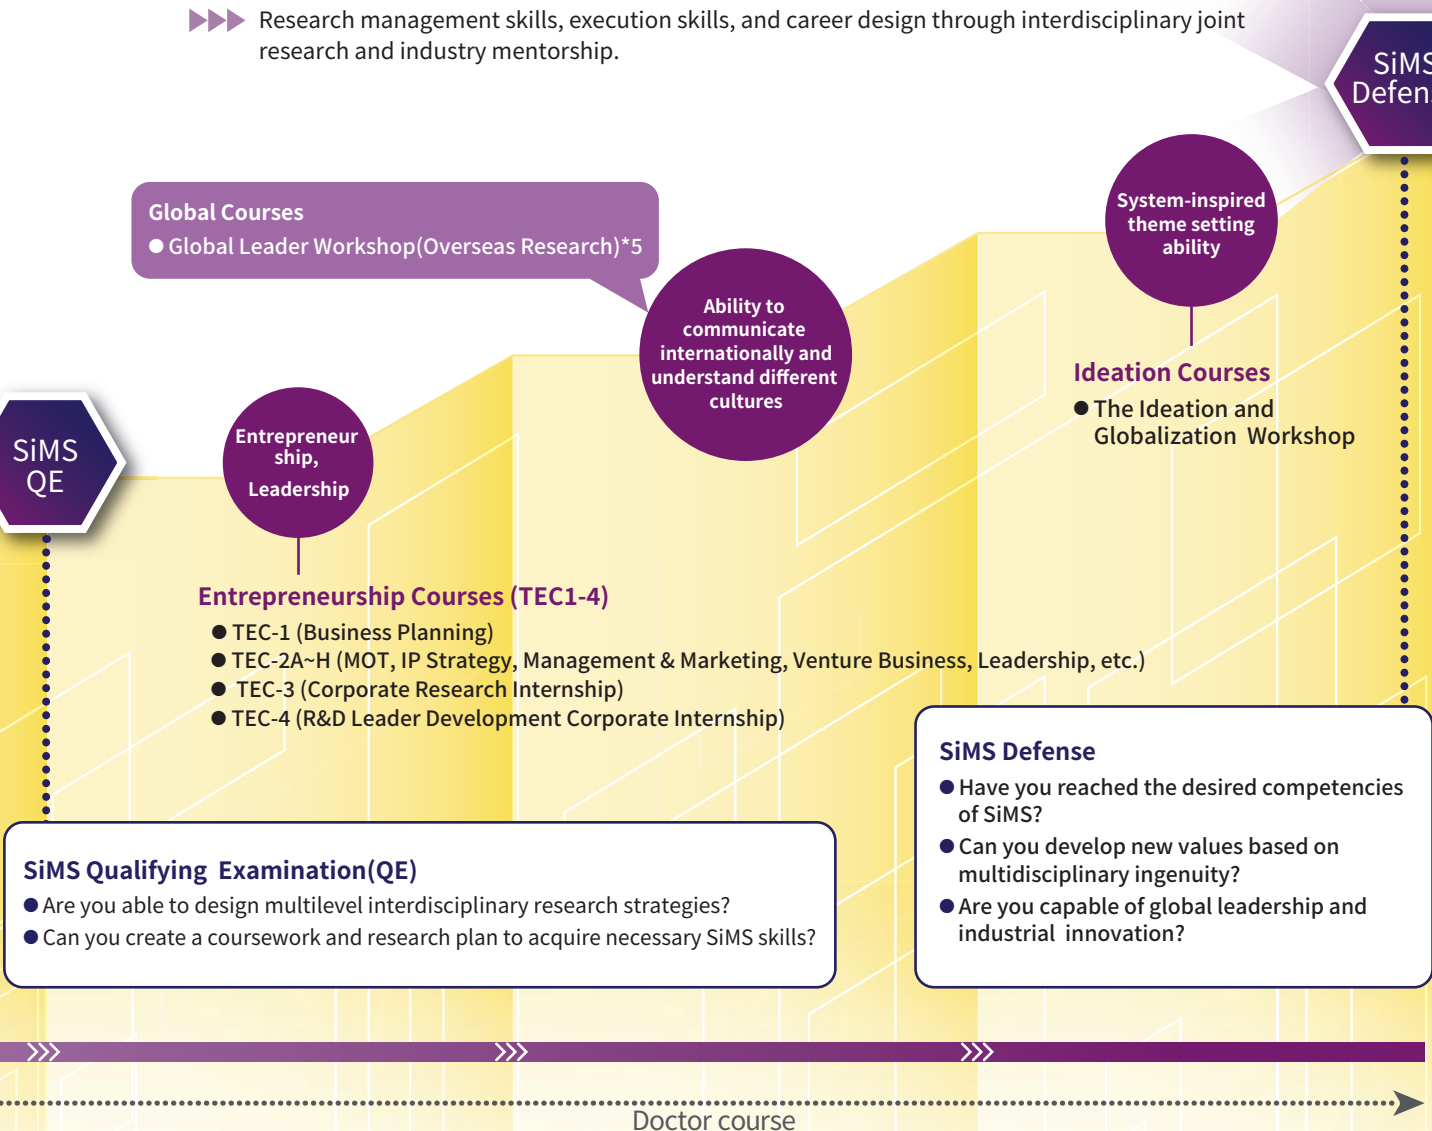 Research management skills, execution skills, and career design through interdisciplinary joint
research and industry mentorship.
SiMS
Global Courses
● Global Leader Workshop(Overseas Research)*5
System-inspired
theme setting
ability
Ability to
communicate
internationally and
understand different
cultures
Ideation Courses
● The Ideation and
Globalization Workshop
SiMS
QE
Entrepreneur
ship,
Leadership
Entrepreneurship Courses (TEC1-4)
● TEC-1 (Business Planning)
● TEC-2A~H (MOT, IP Strategy, Management & Marketing, Venture Business, Leadership, etc.)
● TEC-3 (Corporate Research Internship)
● TEC-4 (R&D Leader Development Corporate Internship)
SiMS Defense
● Have you reached the desired competencies
of SiMS?
● Can you develop new values based on
multidisciplinary ingenuity?
● Are you capable of global leadership and
industrial innovation?
SiMS Qualifying Examination(QE)
● Are you able to design multilevel interdisciplinary research strategies?
● Can you create a coursework and research plan to acquire necessary SiMS skills?
Doctor course